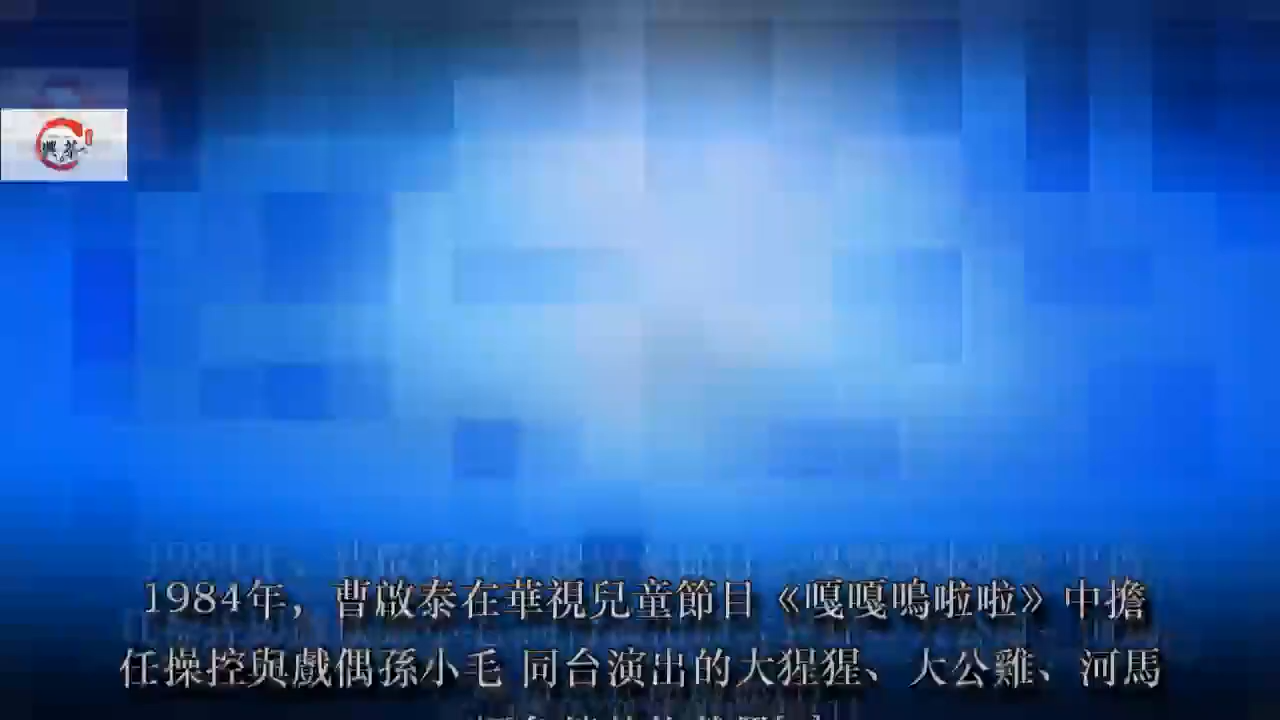 1984年，曹啟泰在華視兒童節目《嘎嘎嗚啦啦》中擔
任操控與戲偶孫小毛 同台演出的大猩猩、大公雞、河馬